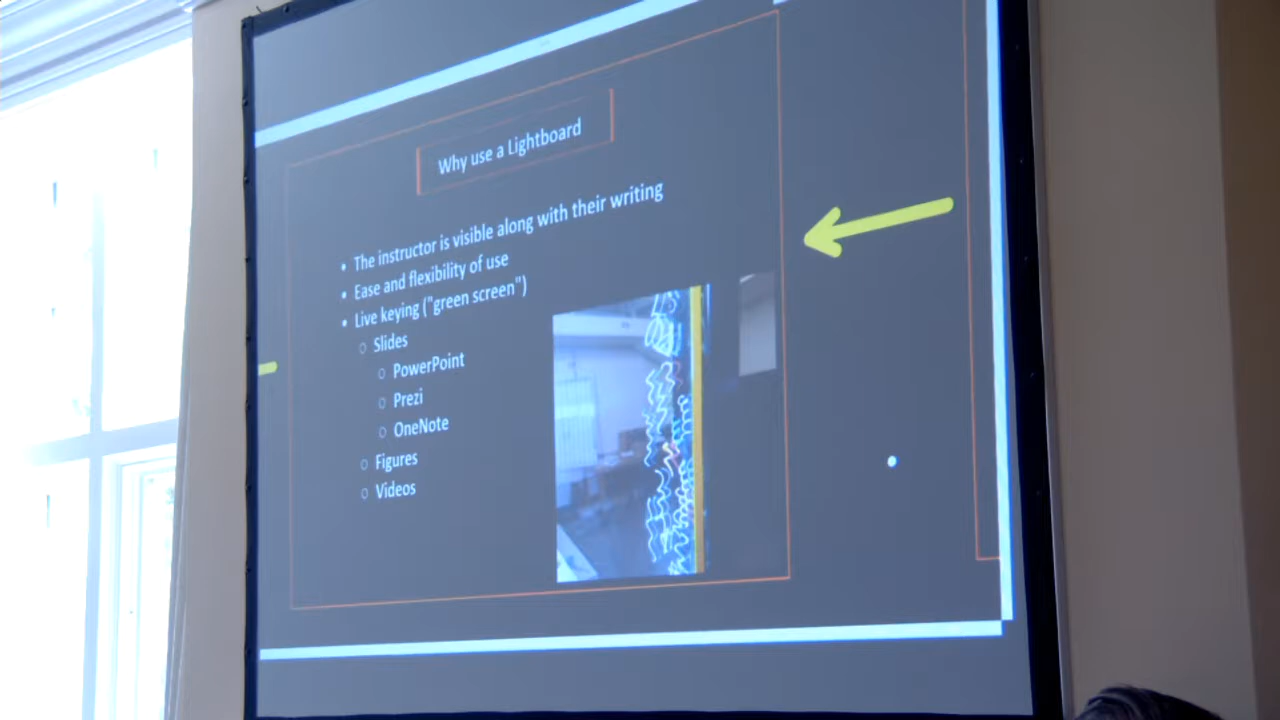 Why use a Lightboard
• The instructor is visible along with their writing
• Ease and flexibility of use
• Live keying ("green screen")
○ Slides
○ PowerPoint
○ Prezi
○ OneNote
○ Figures
○ Videos